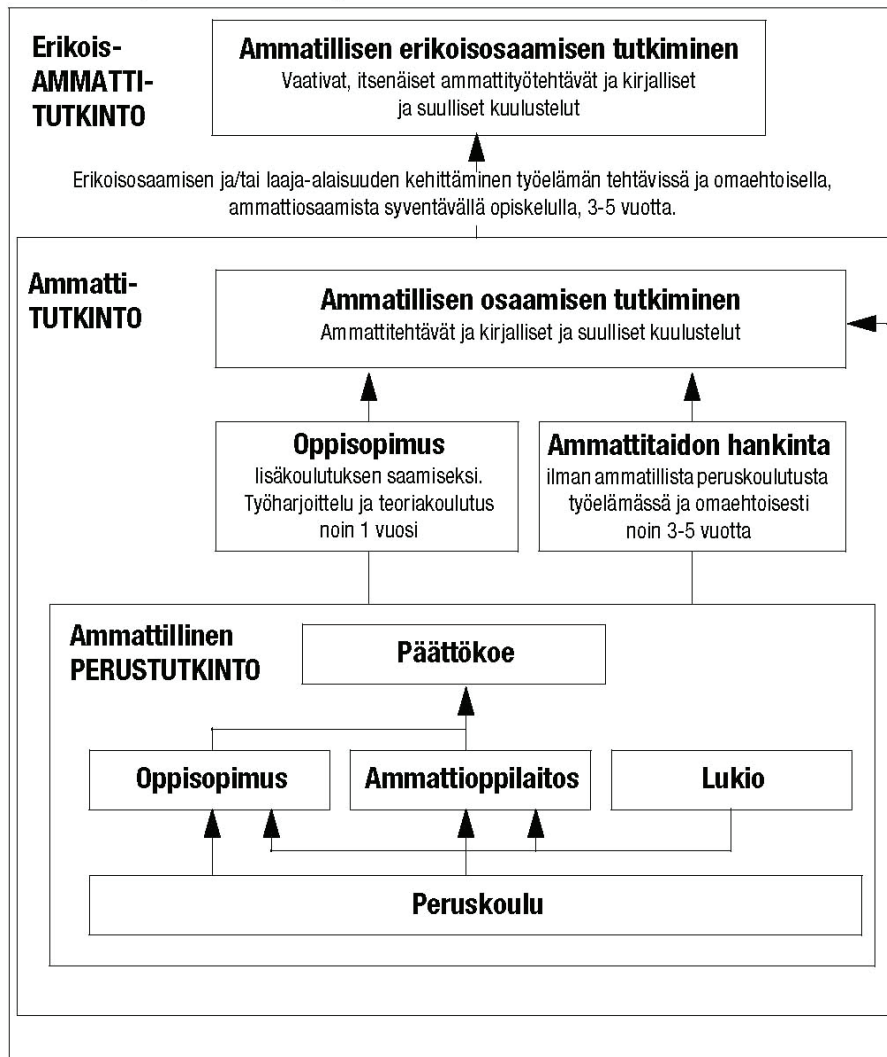 Erikois-
AMMATTI-
TUTKINTO
Ammatillisen erikoisosaamisen tutkiminen
Vaativat, itsenäiset ammattityötehtävät ja kirjalliset
ja suulliset kuulustelut
Erikoisosaamisen ja/tai laaja-alaisuuden kehittäminen työelämän tehtävissä ja omaehtoisella,
ammattiosaamista syventävällä opiskelulla, 3-5 vuotta.
Ammatti-
TUTKINTO
Ammatillisen osaamisen tutkiminen
Ammattitehtävät ja kirjalliset ja suulliset kuulustelut
Oppisopimus
lisäkoulutuksen saamiseksi.
Työharjoittelu ja teoriakoulutus
noin 1 vuosi
Ammattitaidon hankinta
ilman ammatillista peruskoulutusta
työelämässä ja omaehtoisesti
noin 3-5 vuotta
Ammattillinen
PERUSTUTKINTO
Päättökoe
Oppisopimus
Ammattioppilaitos
Lukio
Peruskoulu